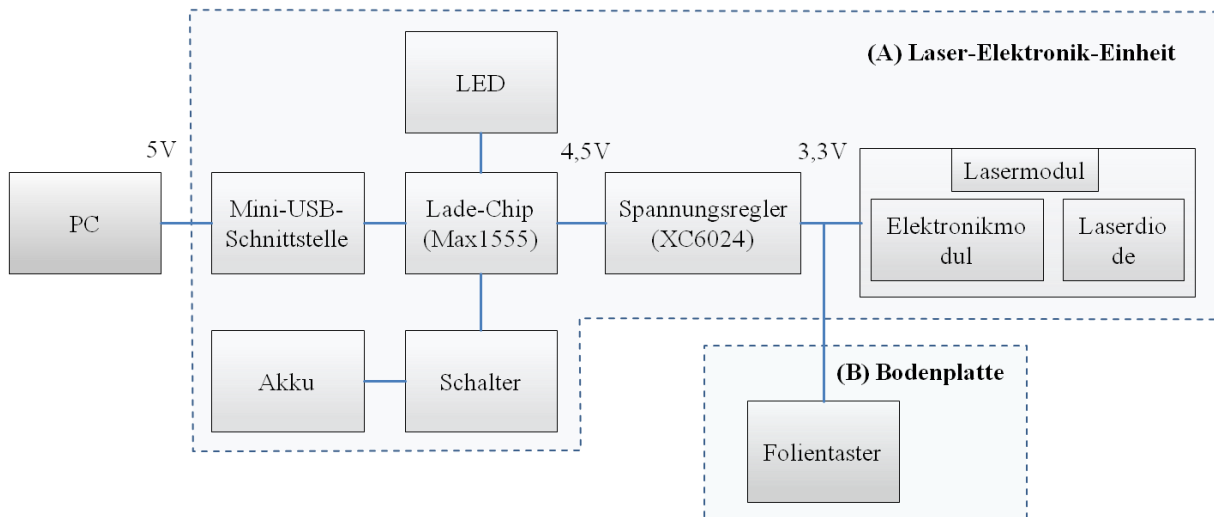 (A) Laser-Elektronik-Einheit
LED
5V
4,5V
3,3V
PC
Mini-USB-
Schnittstelle
Lade-Chip
(Max1555)
Spannungsregler
(XC6024)
Lasermodul
Elektronikmo
dul
Laserdio
de
Akku
Schalter
(B) Bodenplatte
Folientaster